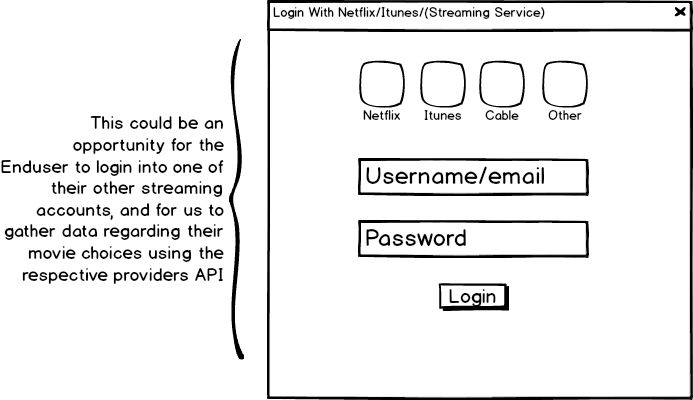 Login With Netflix/Itunes/(Streaming Service)
Netflix
Itunes
Cable
Other
Username/email
Password
Login
This could be an
opportunity for the
Enduser to login into one of
their other streaming
accounts, and for us to
gather data regarding their
movie choices using the
respective providers API